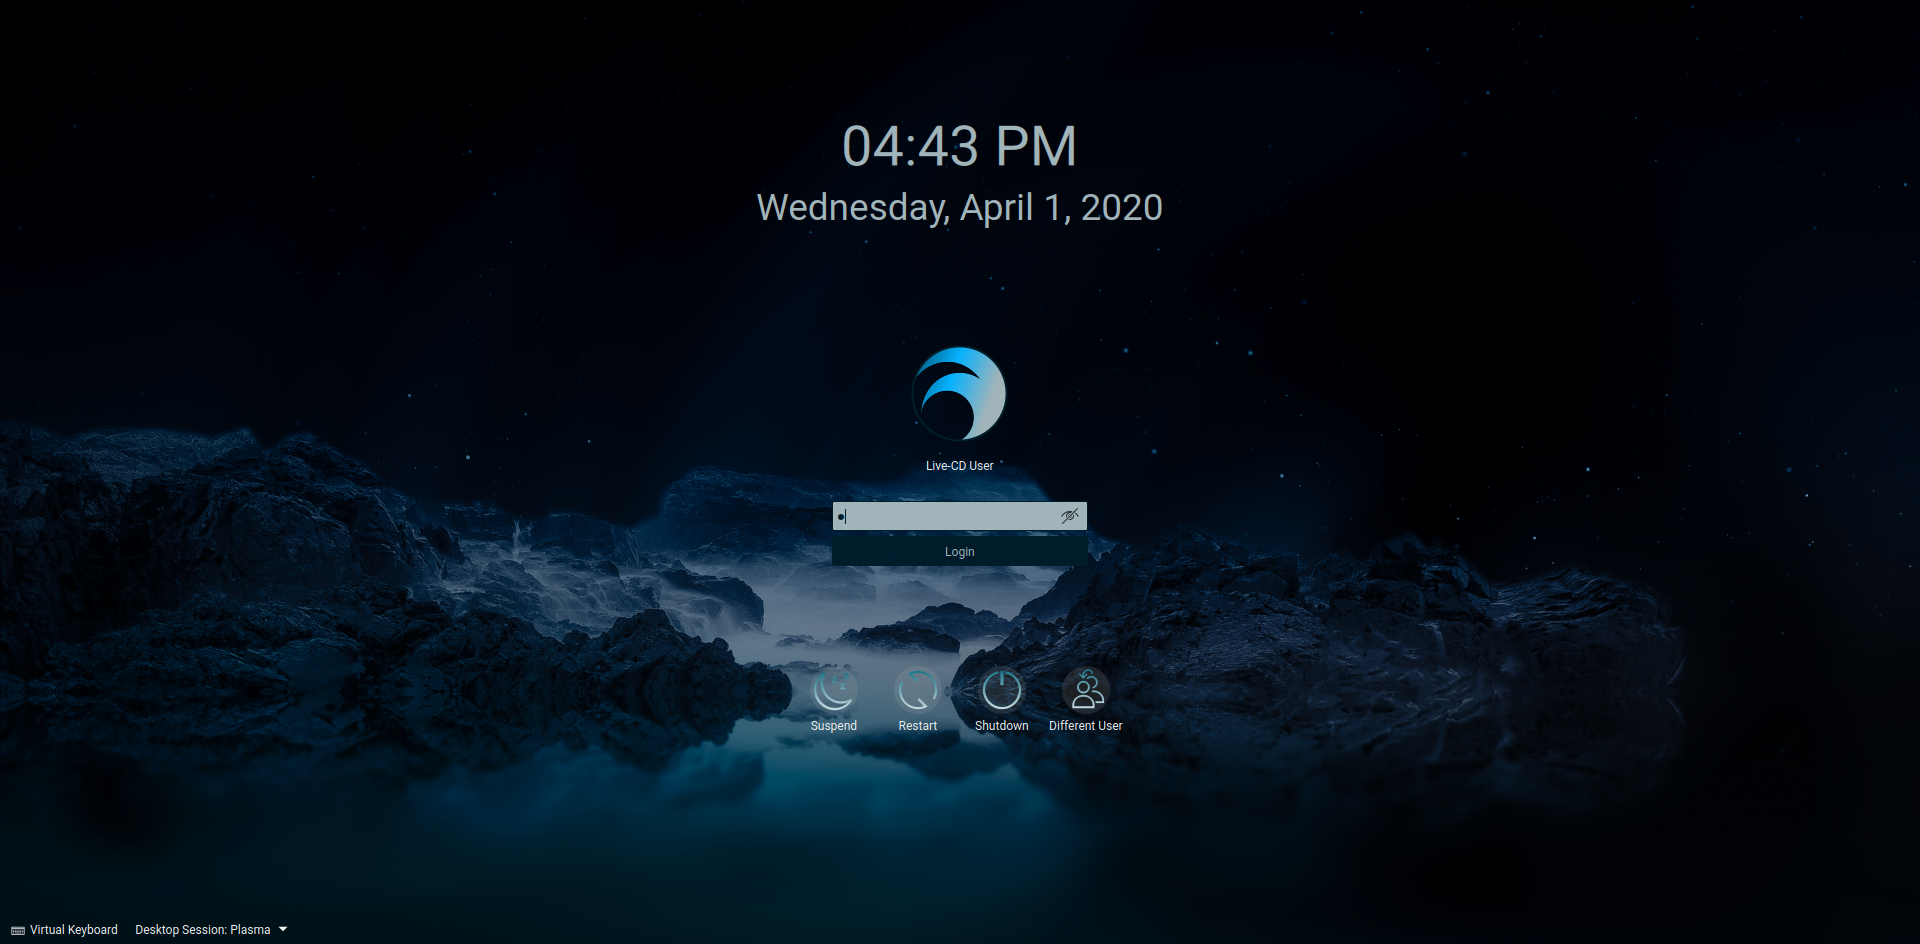 04:43 PM
Wednesday, April 1, 2020
Live-CD User
Login
Suspend
Restart
Shutdown
Different User
Virtual Keyboard
Desktop Session: Plasma